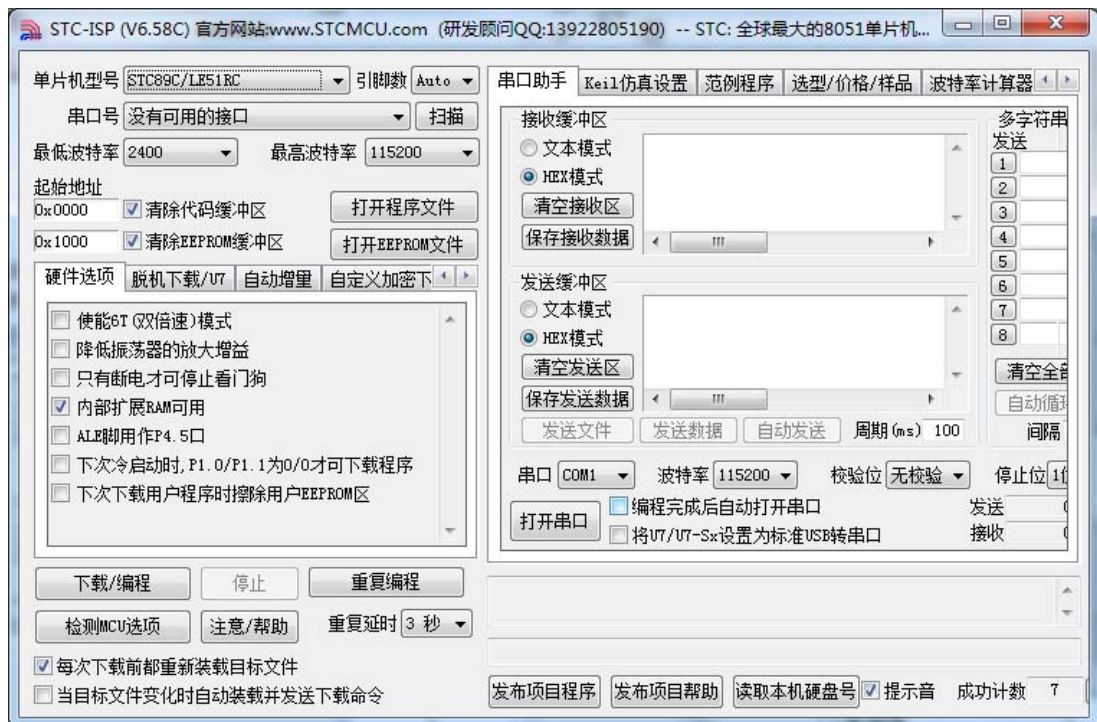 STC-ISP (V6.58C) 官方网站:www.STCMCU.com (研发顾问QQ:13922805190) -- STC: 全球最大的8051单片机...
单片机型号 STC89C/LE51RC 引脚数 Auto
串口号 没有可用的接口 扫描
最低波特率 2400 最高波特率 115200
起始地址
0x0000 清除代码缓冲区 打开程序文件
0x1000 清除EEPROM缓冲区 打开EEPROM文件
硬件选项 脱机下载/U7 自动增量 自定义加密下
使能6T(双倍速)模式
降低振荡器的放大增益
只有断电才可停止看门狗
内部扩展RAM可用
ALE脚用作P4.5口
下次冷启动时,P1.0/P1.1为0/0才可下载程序
下次下载用户程序时擦除用户EEPROM区
下载/编程 停止 重复编程
检测MCU选项 注意/帮助 重复延时 3 秒
每次下载前都重新装载目标文件
当目标文件变化时自动装载并发送下载命令
串口助手 Keil仿真设置 范例程序 选型/价格/样品 波特率计算器
接收缓冲区
文本模式
HEX模式
清空接收区
保存接收数据
发送缓冲区
文本模式
HEX模式
清空发送区
保存发送数据
发送文件 发送数据 自动发送 周期(ms) 100
多字符串
发送
1
2
3
4
5
6
7
8
清空全
自动循
间隔
串口 COM1 波特率 115200 校验位 无校验 停止位 1
打开串口 编程完成后自动打开串口 发送
将U7/U7-Sx设置为标准USB转串口 接收
发布项目程序 发布项目帮助 读取本机硬盘号 提示音 成功计数 7